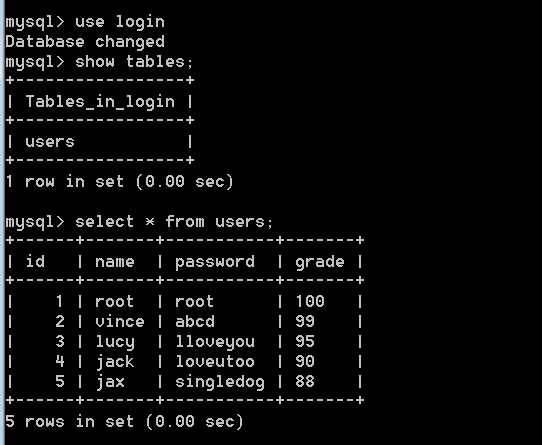 mysql> use login
Database changed
mysql> show tables;
+-----------------+
| Tables_in_login |
+-----------------+
| users           |
+-----------------+
1 row in set (0.00 sec)
mysql> select * from users;
+------+-------+-----------+-------+
| id   | name  | password  | grade |
+------+-------+-----------+-------+
|    1 | root  | root      | 100   |
|    2 | vince | abcd      | 99    |
|    3 | lucy  | lloveyou  | 95    |
|    4 | jack  | loveutoo  | 90    |
|    5 | jax   | singledog | 88    |
+------+-------+-----------+-------+
5 rows in set (0.00 sec)